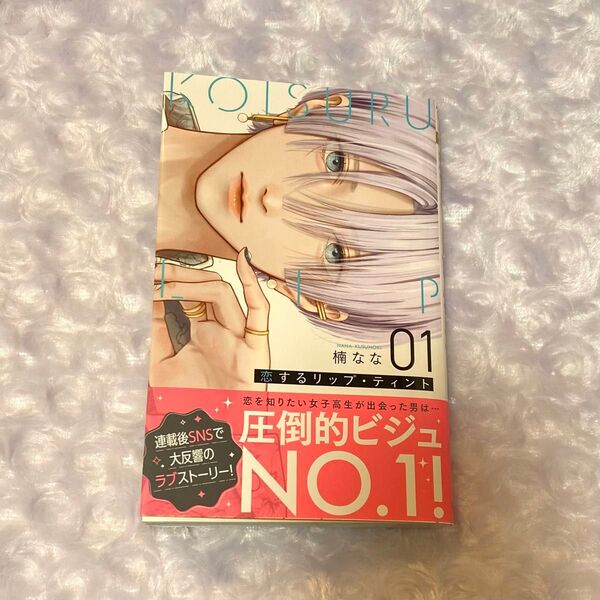 KOISURU
LIP
NANA KUSUNOKI
楠なな
01
恋するリップ・ティント
恋を知りたい女子高生が出会った男は…
圧倒的ビジュ
NO.1!
連載後SNSで
大反響の
ラブストーリー!